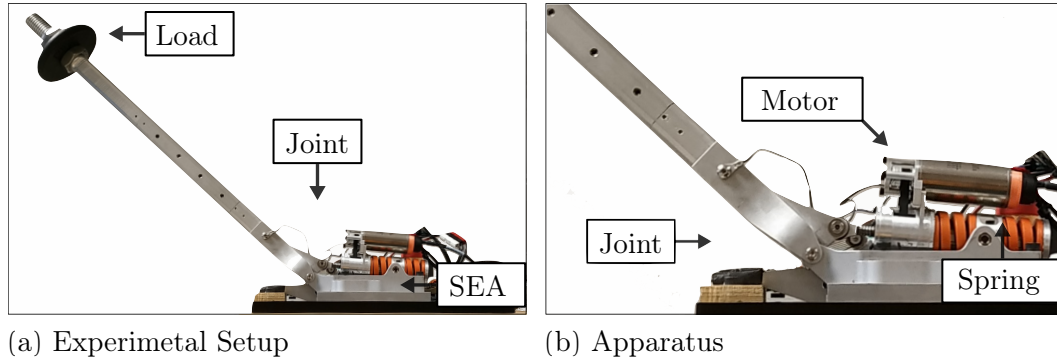 Load
Joint
SEA
Motor
Joint
Spring
(a) Experimetal Setup
(b) Apparatus